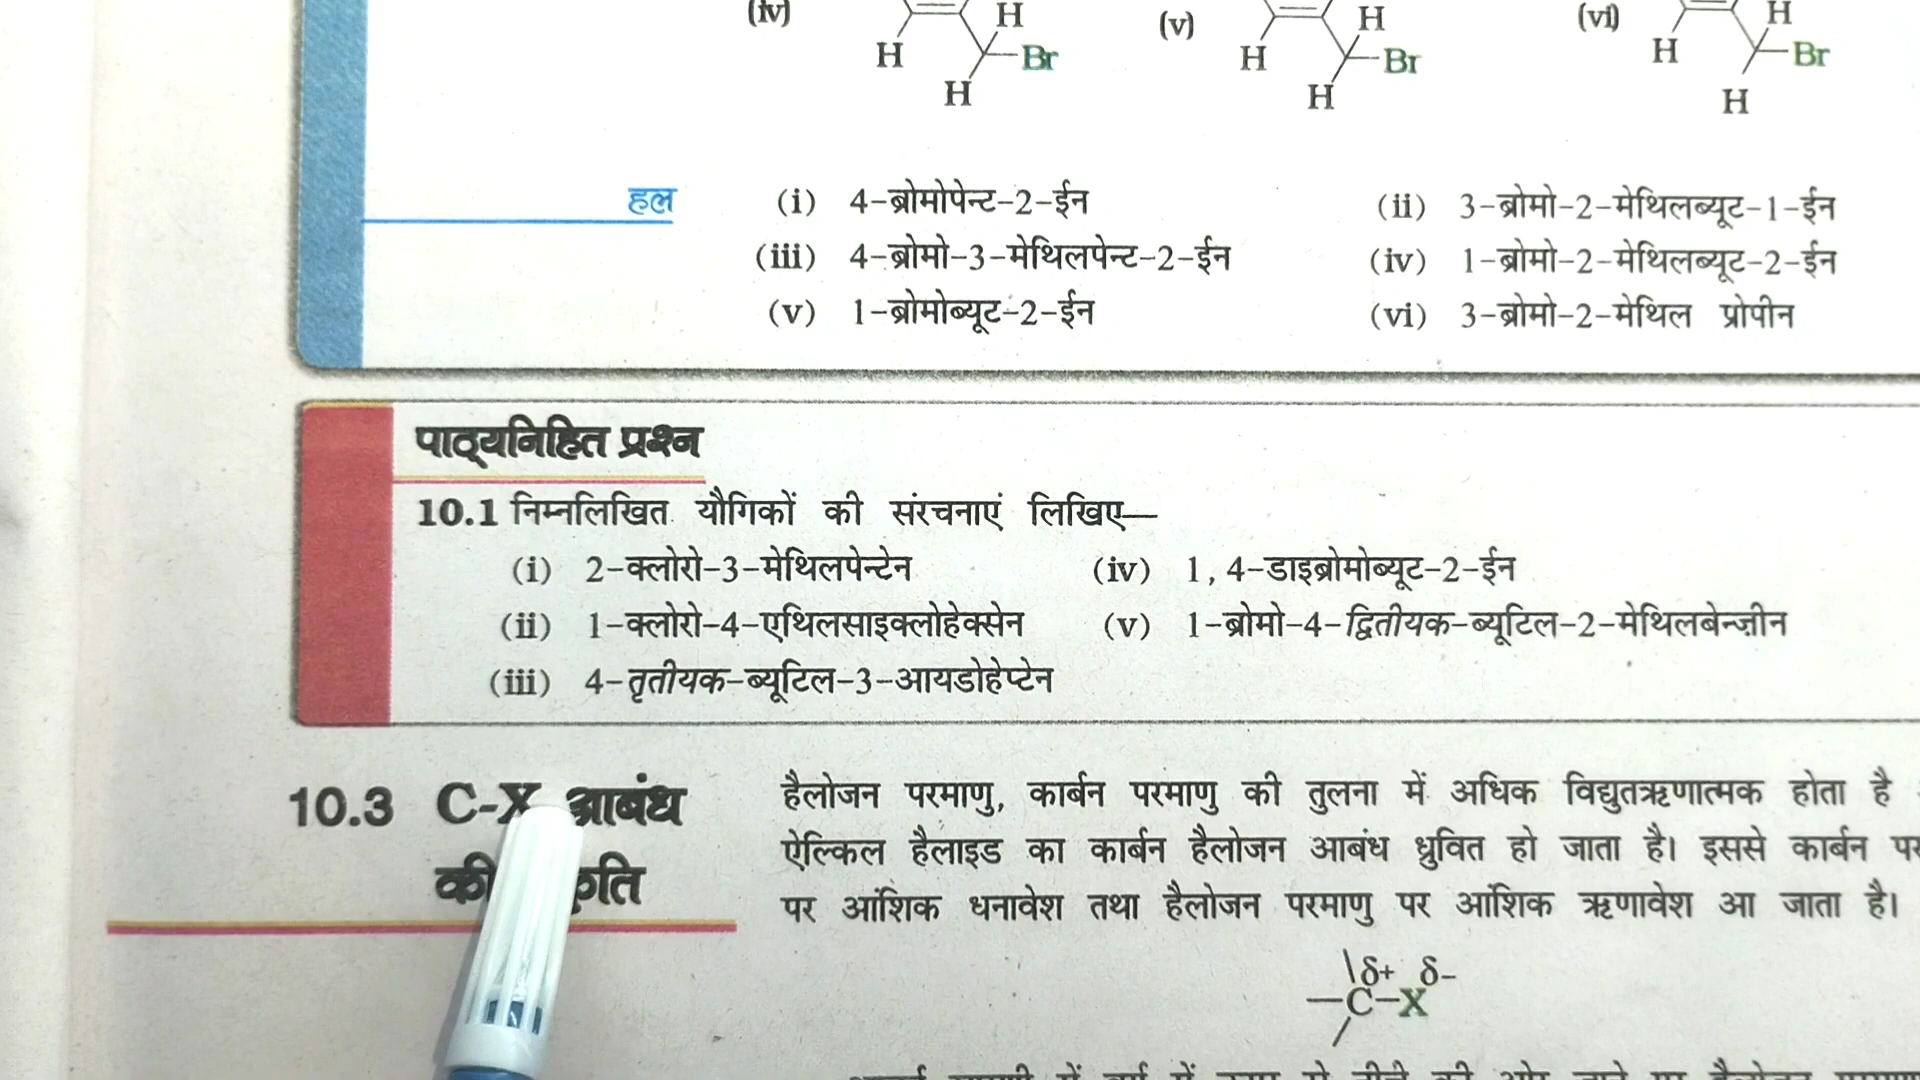 (iv) H H Br H (v) H H Br H (vi) H H Br H
हल
(i) 4-ब्रोमोपेन्ट-2-ईन (ii) 3-ब्रोमो-2-मेथिलब्यूट-1-ईन
(iii) 4-ब्रोमो-3-मेथिलपेन्ट-2-ईन (iv) 1-ब्रोमो-2-मेथिलब्यूट-2-ईन
(v) 1-ब्रोमोब्यूट-2-ईन (vi) 3-ब्रोमो-2-मेथिल प्रोपीन
पाठ्यनिहित प्रश्न
10.1 निम्नलिखित यौगिकों की संरचनाएं लिखिए—
(i) 2-क्लोरो-3-मेथिलपेन्टेन (iv) 1, 4-डाइब्रोमोब्यूट-2-ईन
(ii) 1-क्लोरो-4-एथिलसाइक्लोहेक्सेन (v) 1-ब्रोमो-4-द्वितीयक-ब्यूटिल-2-मेथिलबेन्ज़ीन
(iii) 4-तृतीयक-ब्यूटिल-3-आयडोहेप्टेन
10.3 C-X आबंध
की
हैलोजन परमाणु, कार्बन परमाणु की तुलना में अधिक विद्युतऋणात्मक होता है
ऐल्किल हैलाइड का कार्बन हैलोजन आबंध ध्रुवित हो जाता है। इससे कार्बन
पर आंशिक धनावेश तथा हैलोजन परमाणु पर आंशिक ऋणावेश आ जाता है।
δ+ δ−
—C—X